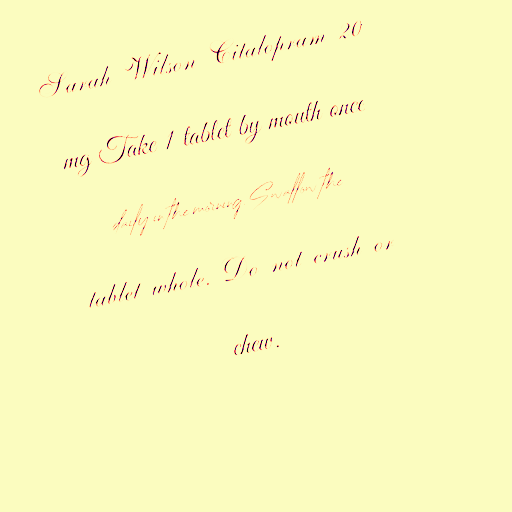 Sarah Wilson Citalopram 20
mg Take 1 tablet by mouth once
daily in the morning Swallow the
tablet whole. Do not crush or
chew.